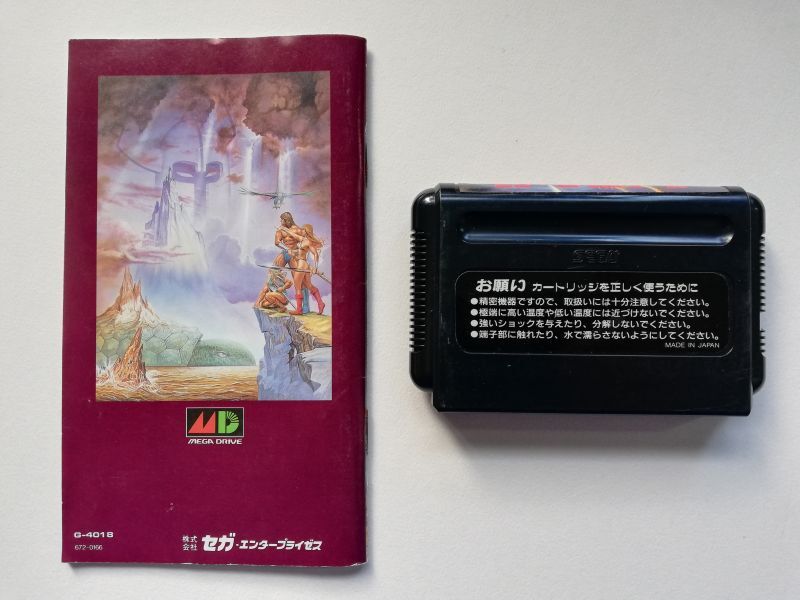 MEGA DRIVE
G-4018
672-0166
株式会社 セガ・エンタープライゼス
SEGA
お願い カートリッジを正しく使うために
●精密機器ですので、取扱いには十分注意してください。
●極端に高い温度や低い温度には近づけないでください。
●強いショックを与えたり、分解しないでください。
●端子部に触れたり、水で濡らさないようにしてください。
MADE IN JAPAN